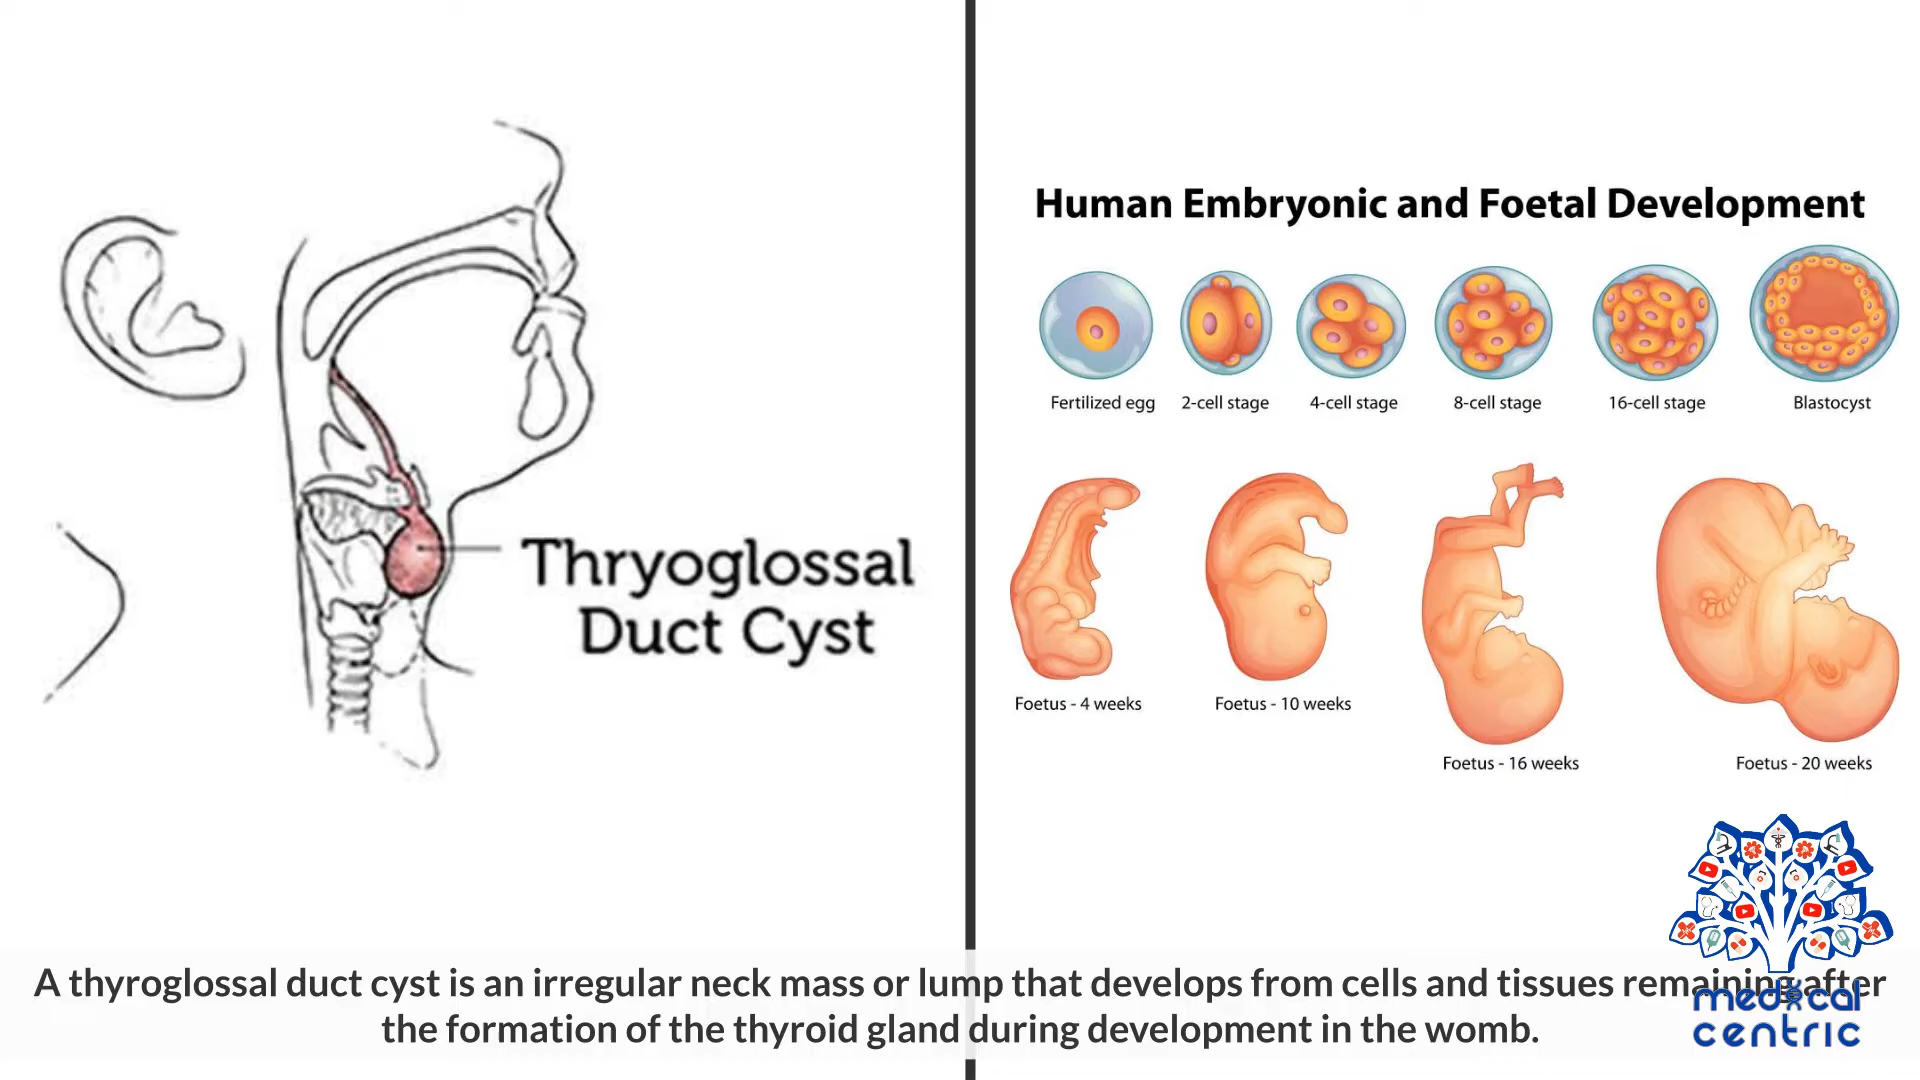 Thryoglossal
Duct Cyst
Human Embryonic and Foetal Development
Fertilized egg
2-cell stage
4-cell stage
8-cell stage
16-cell stage
Blastocyst
Foetus - 4 weeks
Foetus - 10 weeks
Foetus - 16 weeks
Foetus - 20 weeks
A thyroglossal duct cyst is an irregular neck mass or lump that develops from cells and tissues remaining after
the formation of the thyroid gland during development in the womb.
medical
centric